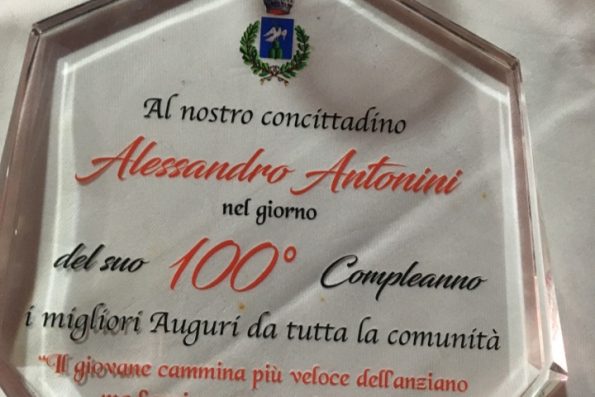 Al nostro concittadino
Alessandro Antonini
nel giorno
del suo 100° Compleanno
i migliori Auguri da tutta la comunità
"Il giovane cammina più veloce dell'anziano